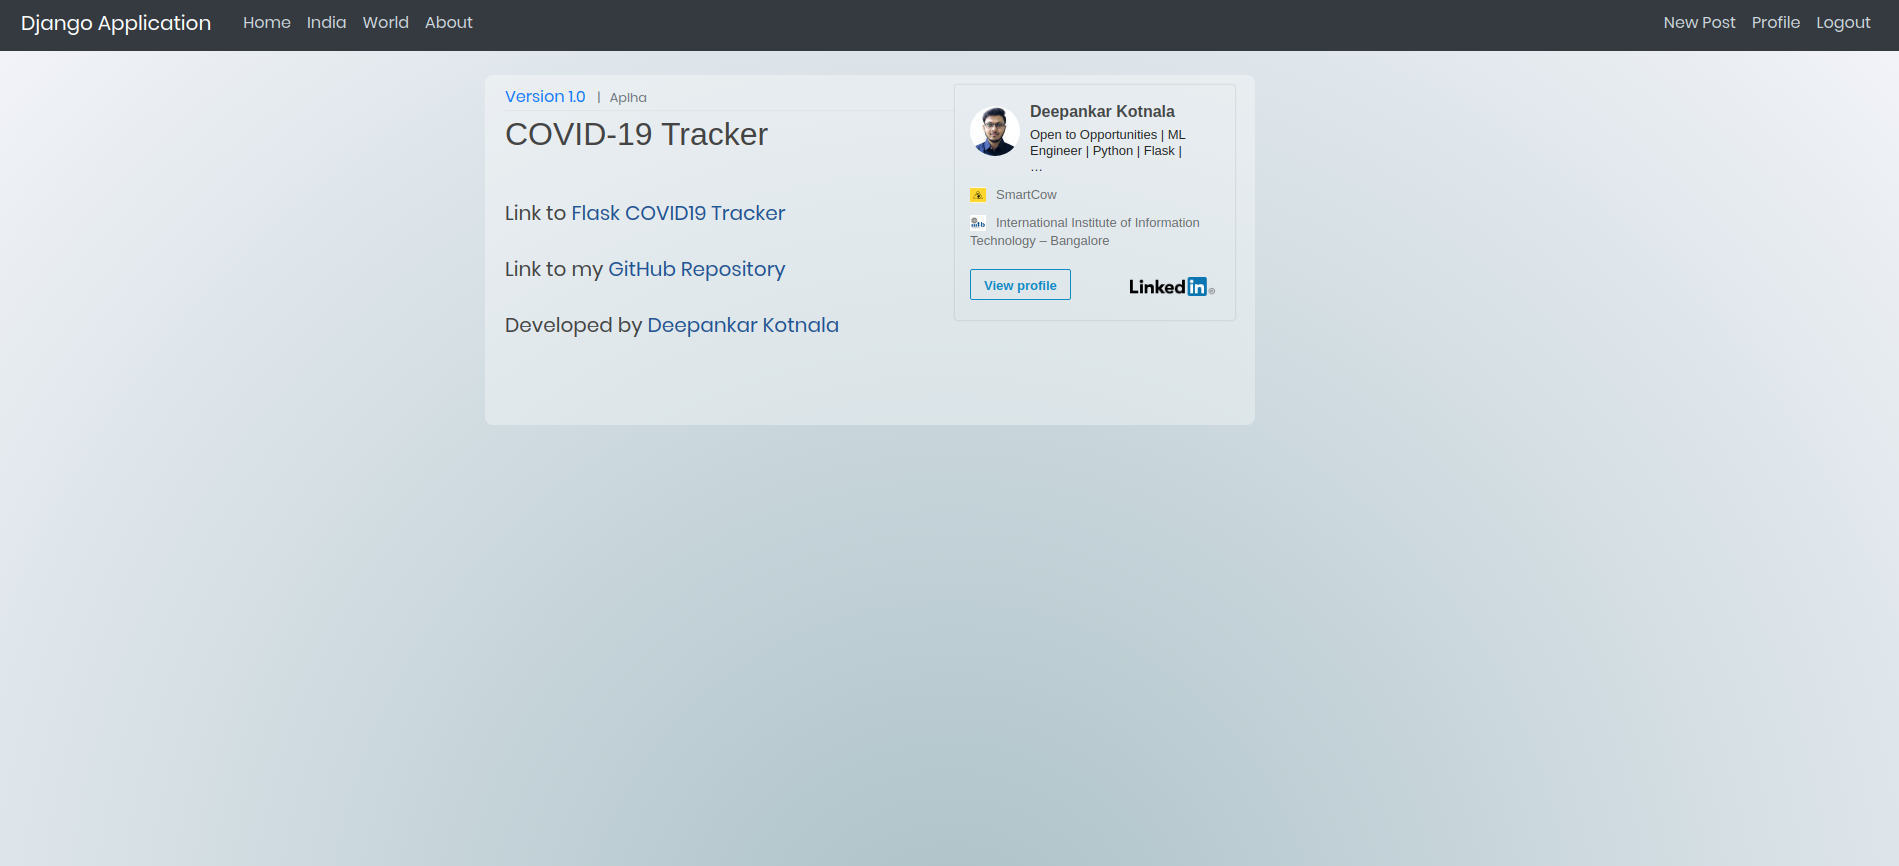 Django Application Home India World About New Post Profile Logout
Version 1.0 | Aplha
COVID-19 Tracker
Link to Flask COVID19 Tracker
Link to my GitHub Repository
Developed by Deepankar Kotnala
Deepankar Kotnala
Open to Opportunities | ML
Engineer | Python | Flask |
…
SmartCow
International Institute of Information
Technology – Bangalore
View profile
Linked in ®